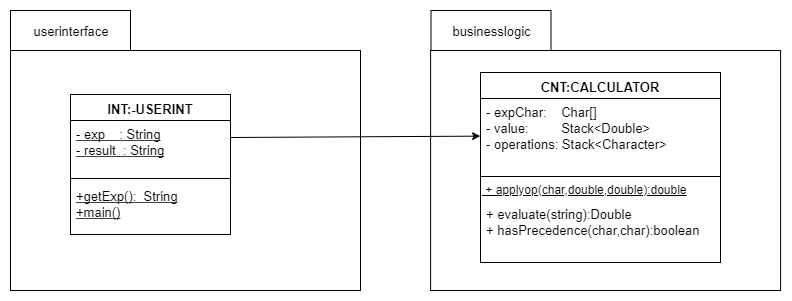 userinterface
INT:-USERINT
- exp : String
- result : String
+getExp(): String
+main()
businesslogic
CNT:CALCULATOR
- expChar: Char[]
- value: Stack<Double>
- operations: Stack<Character>
+ applyop(char,double,double):double
+ evaluate(string):Double
+ hasPrecedence(char,char):boolean